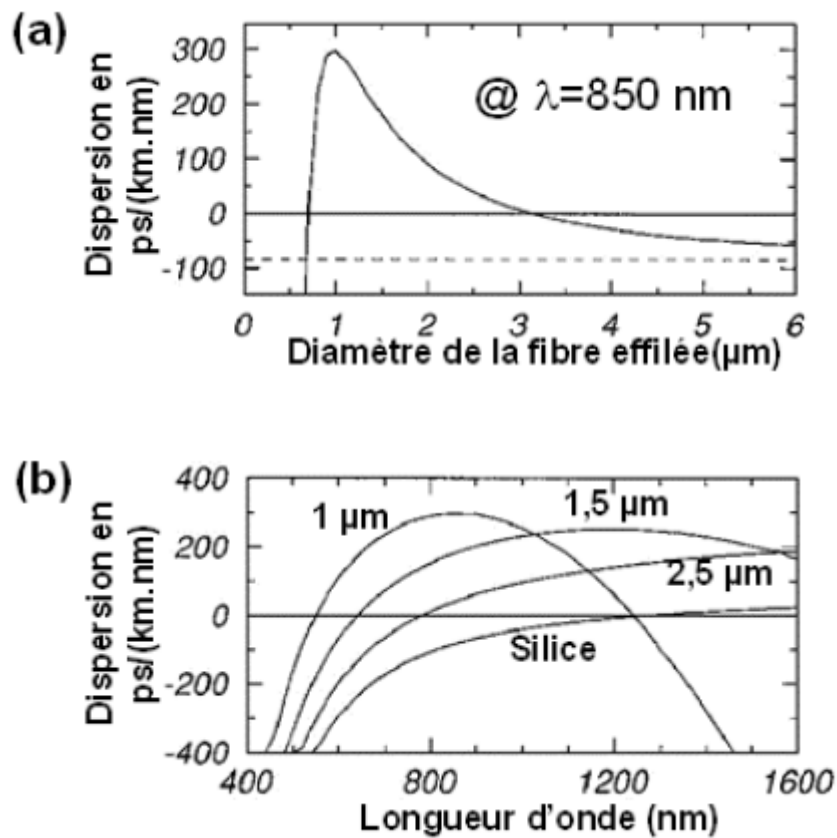 (a)
Dispersion en
ps/(km.nm)
300
200
100
0
-100
@ λ=850 nm
0 1 2 3 4 5 6
Diamètre de la fibre effilée(µm)
(b)
Dispersion en
ps/(km.nm)
400
200
0
-200
-400
1 µm
1,5 µm
2,5 µm
Silice
400 800 1200 1600
Longueur d'onde (nm)